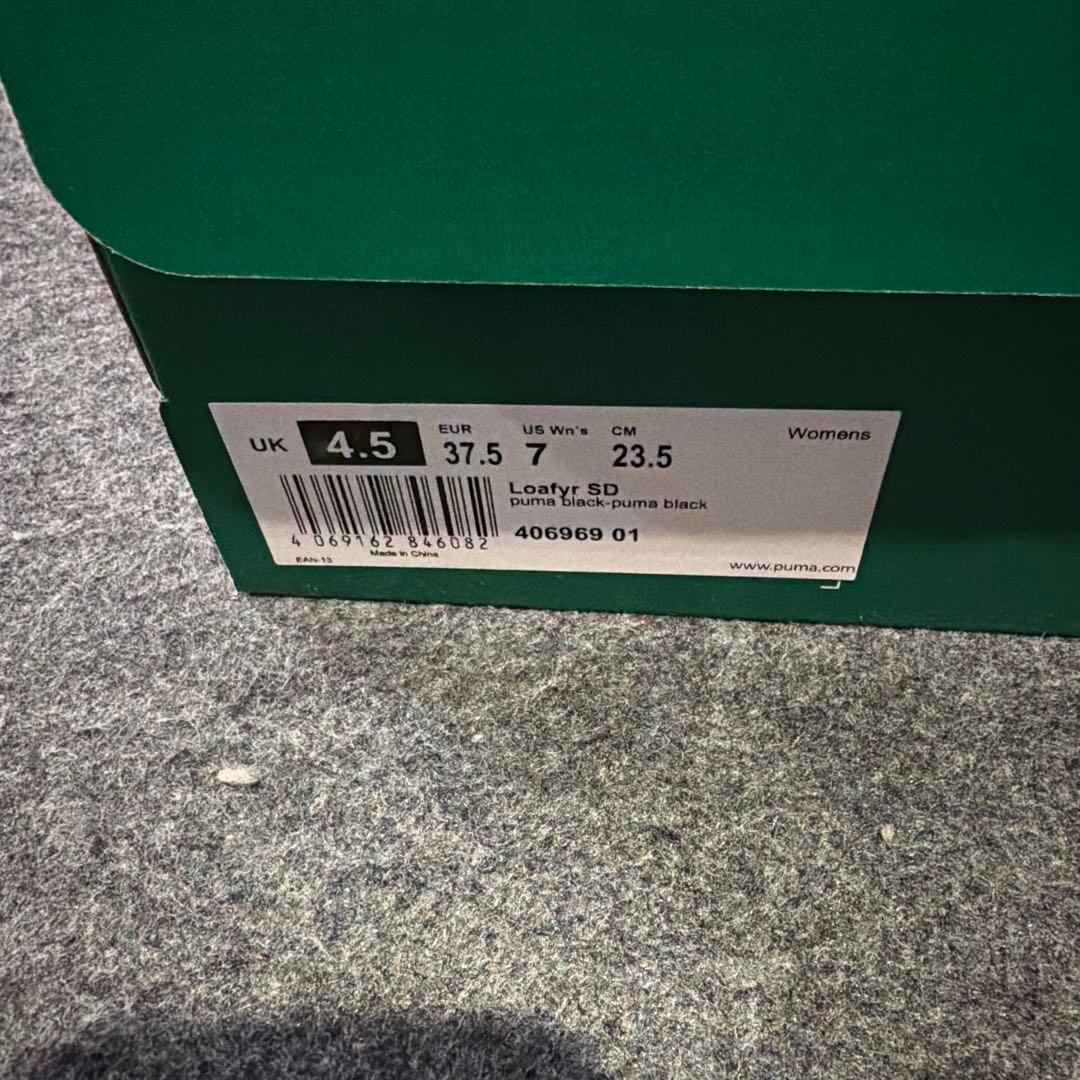 UK 4.5 EUR 37.5 US Wn's 7 CM 23.5 Womens
Loafyr SD
puma black-puma black
406969 01
4 069162 846082
EAN-13 Made in China
www.puma.com